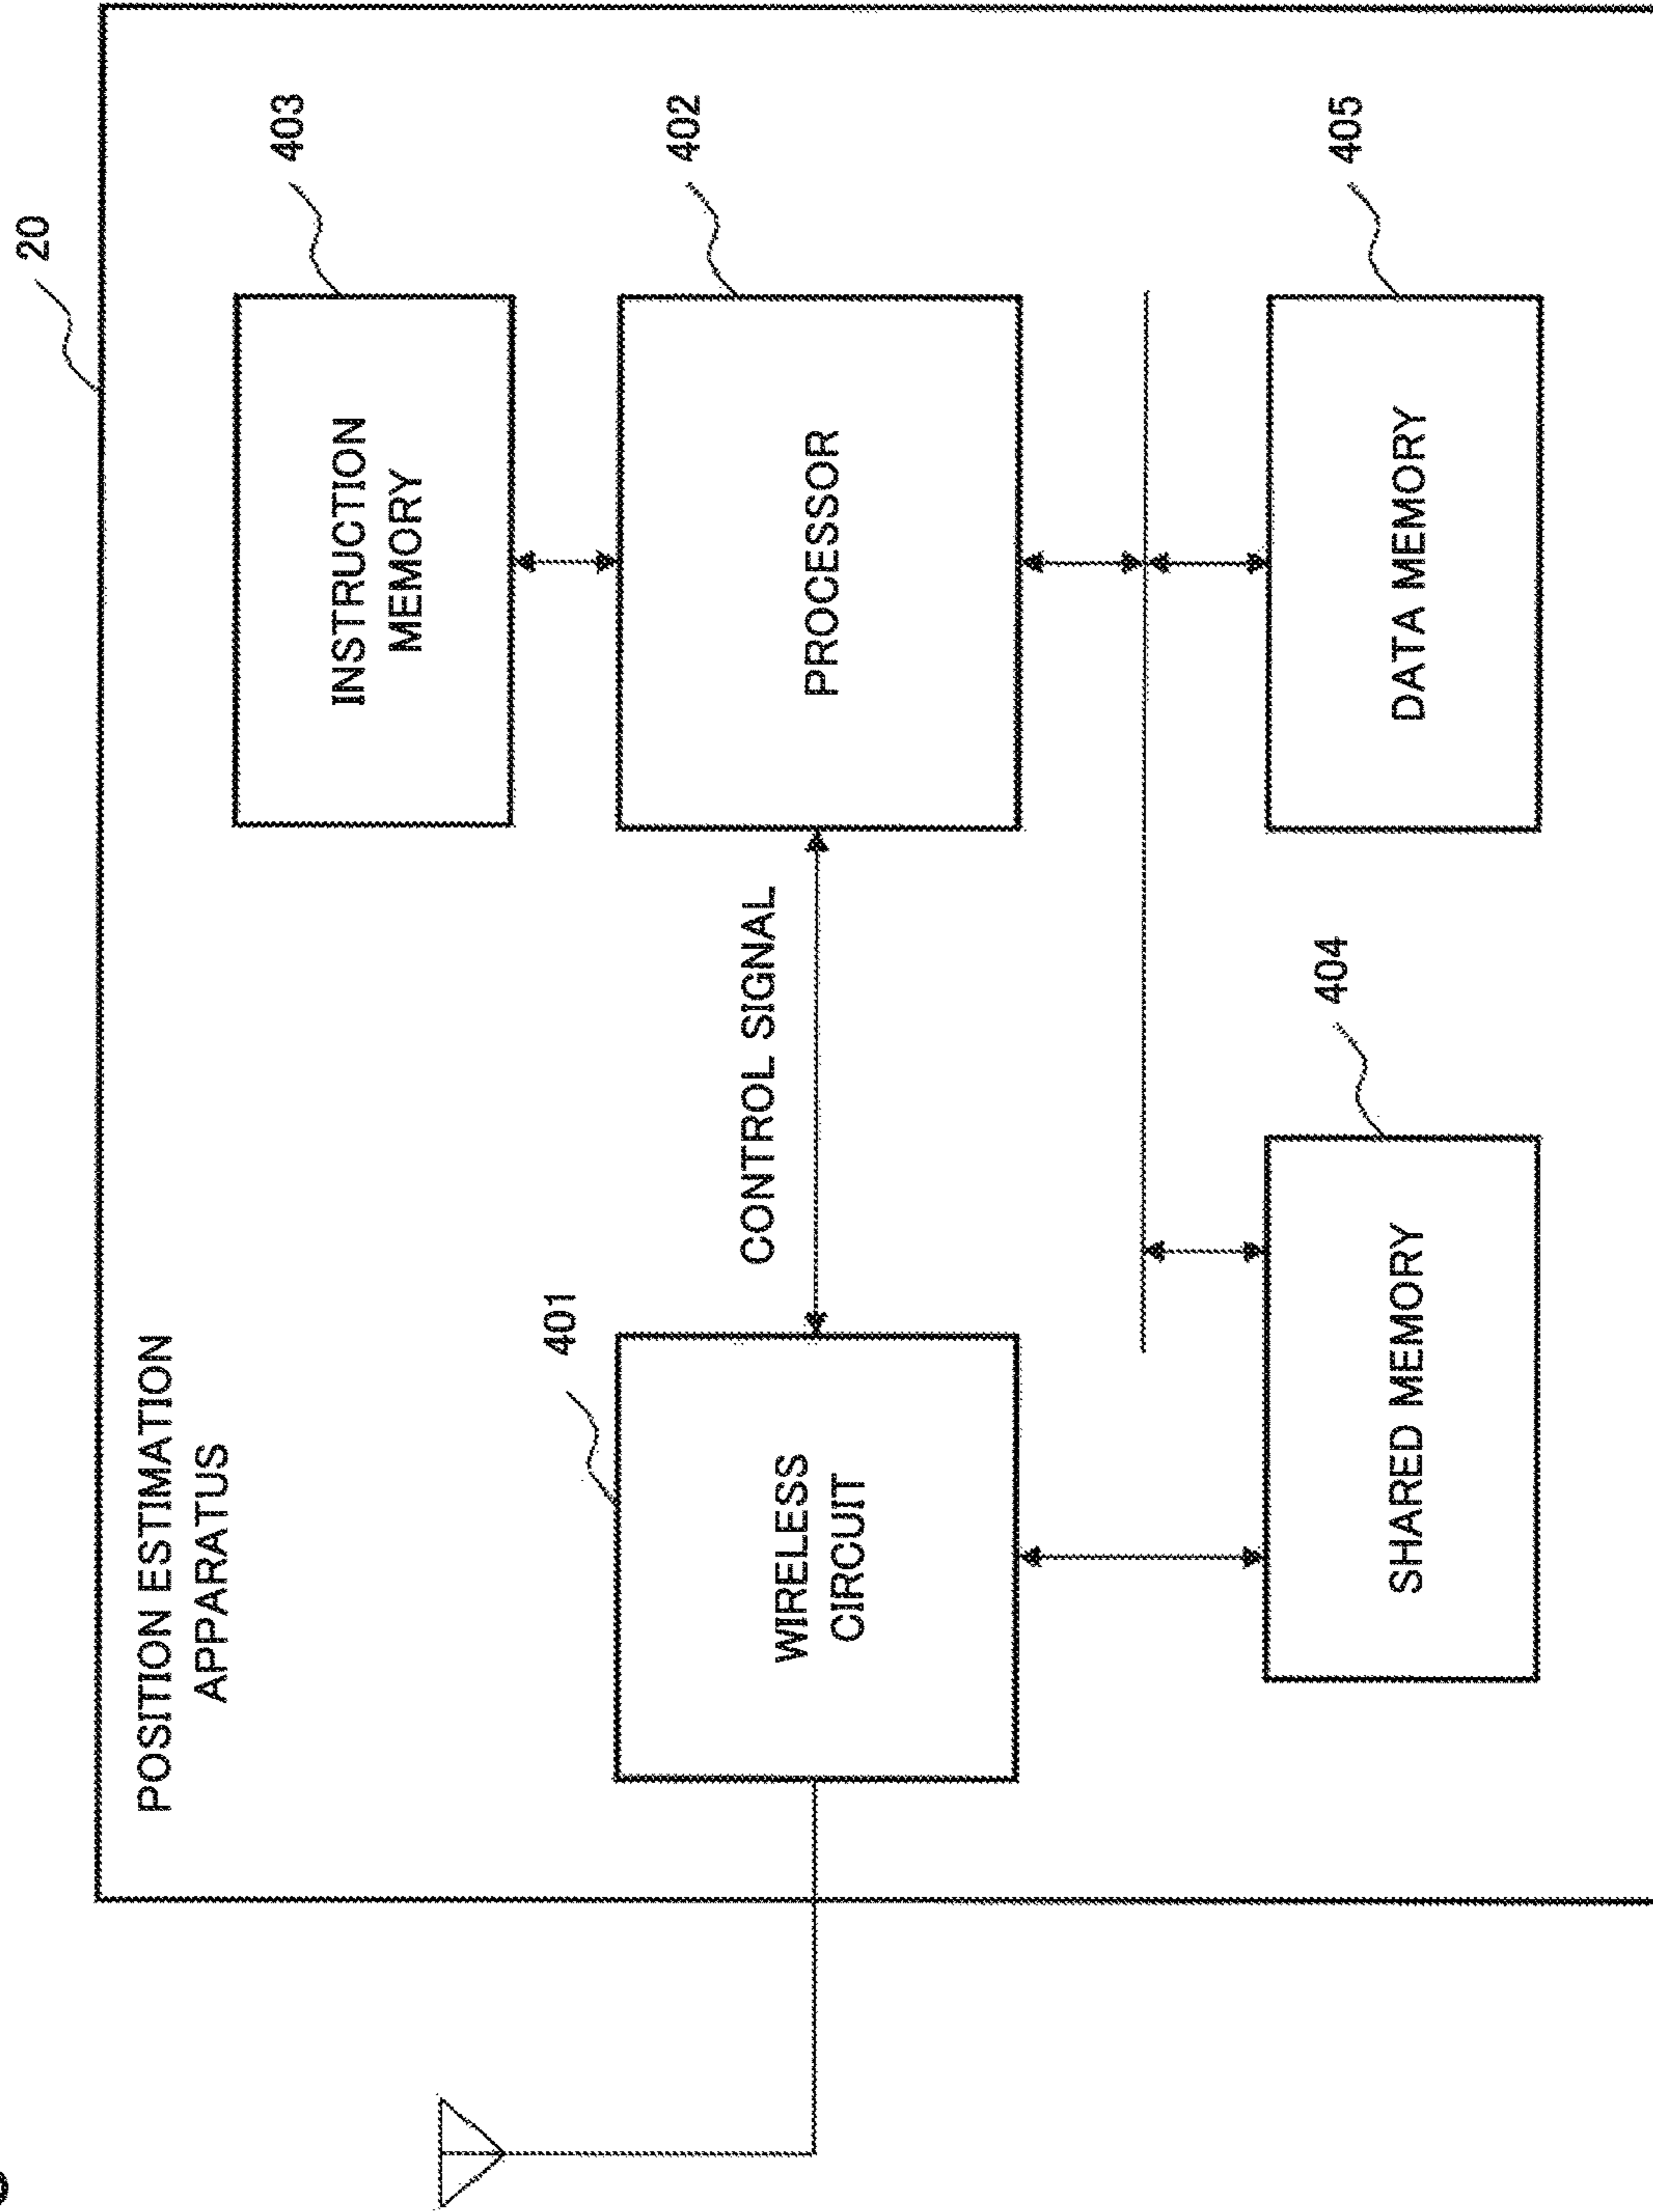 20
POSITION ESTIMATION
APPARATUS
403
INSTRUCTION
MEMORY
401
WIRELESS
CIRCUIT
CONTROL SIGNAL
402
PROCESSOR
404
SHARED MEMORY
405
DATA MEMORY